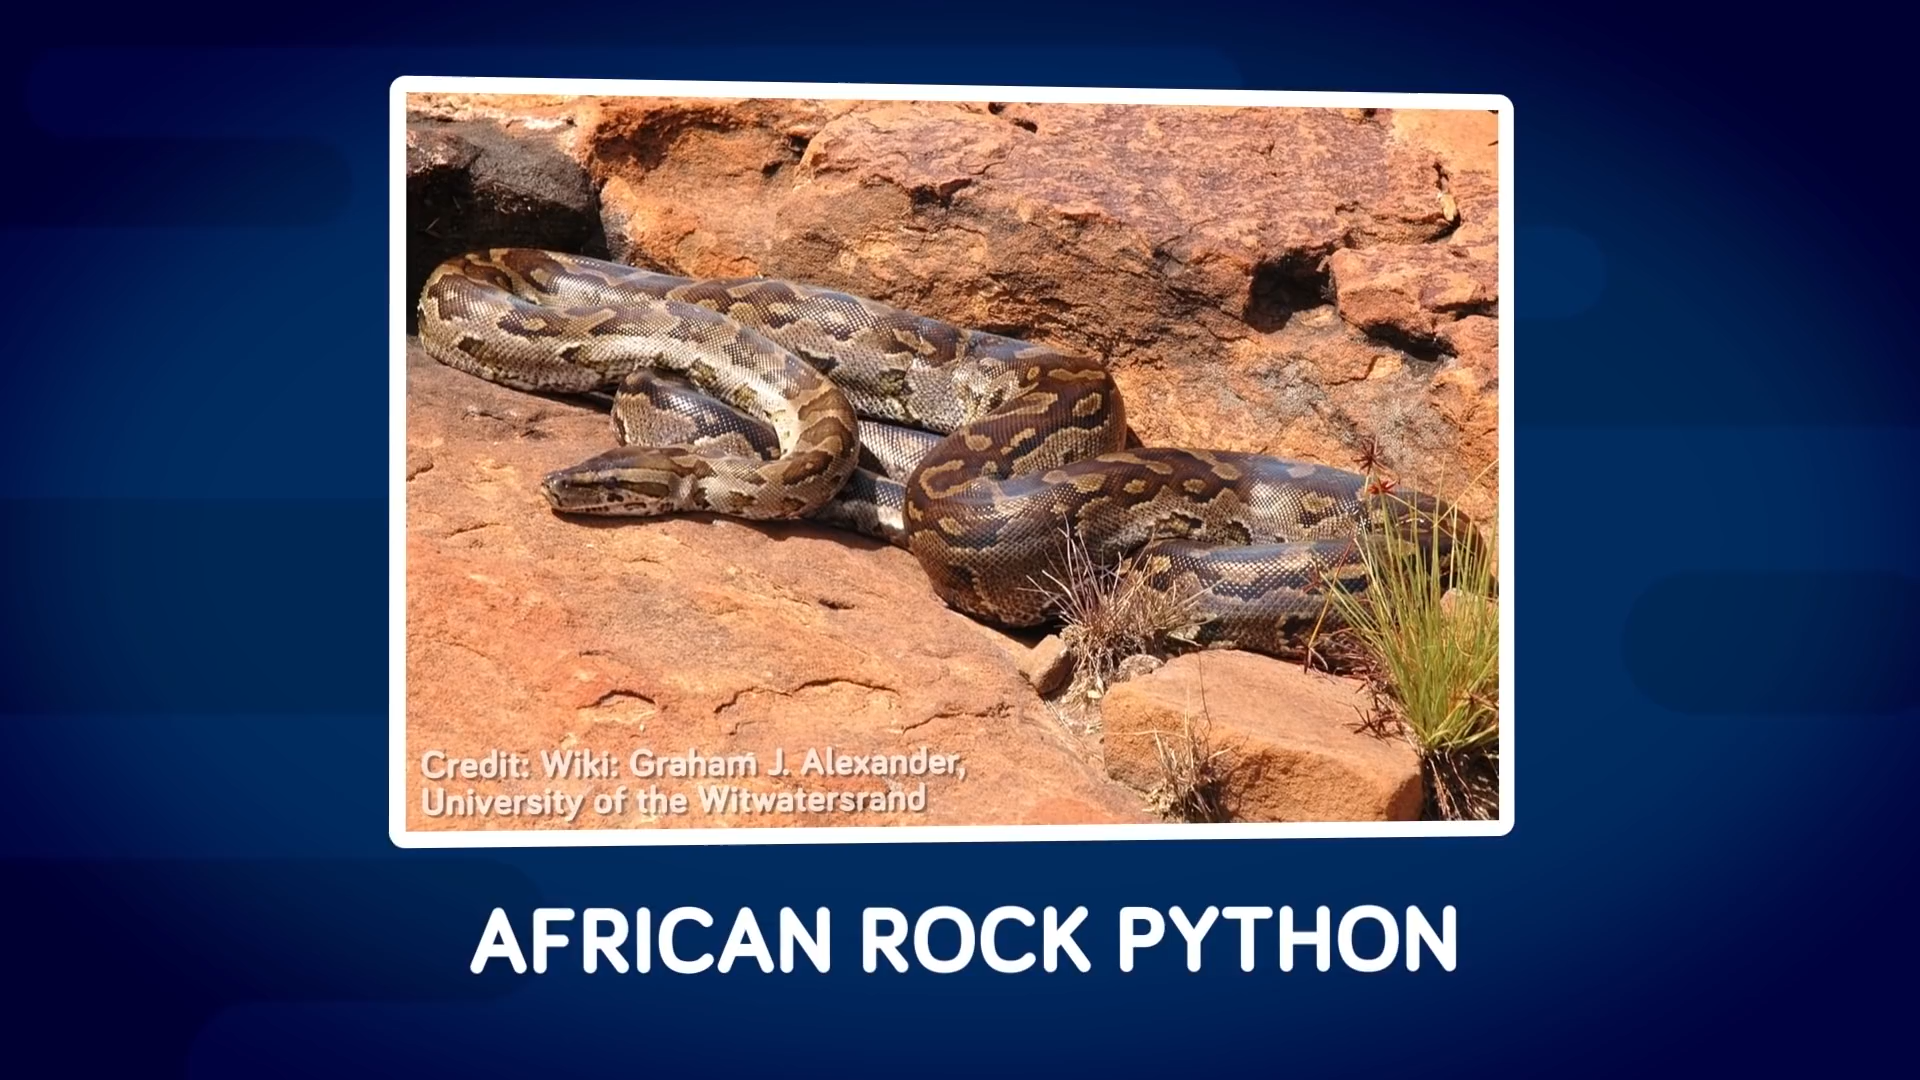 Credit: Wiki: Graham J. Alexander,
University of the Witwatersrand
AFRICAN ROCK PYTHON